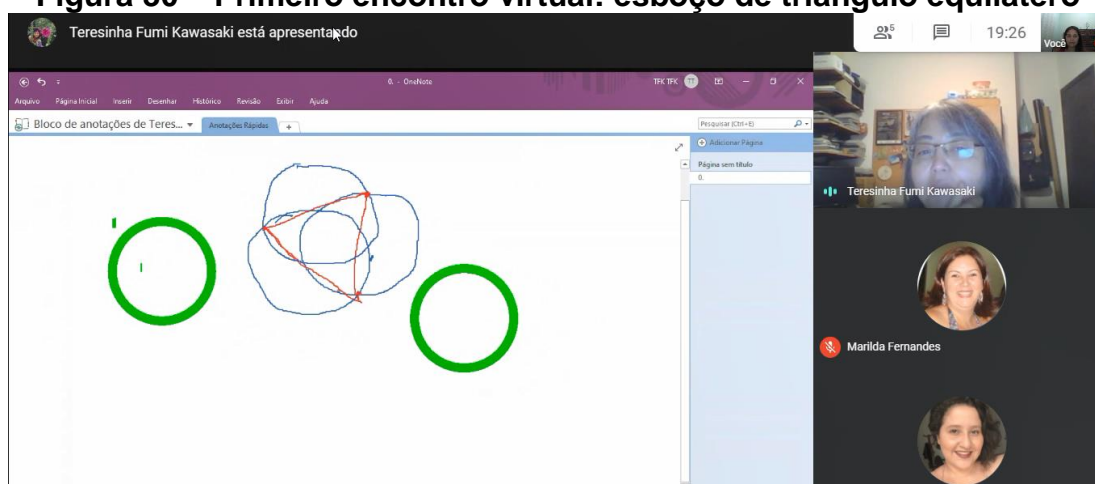 Figura 30 – Primeiro encontro virtual: esboço de triângulo equilátero
Teresinha Fumi Kawasaki está apresentando
5
19:26
Você
0. - OneNote
TFK TFK
TT
Arquivo Página Inicial Inserir Desenhar Histórico Revisão Exibir Ajuda
Bloco de anotações de Teres...
Anotações Rápidas
+
Pesquisar (Ctrl+E)
Adicionar Página
Página sem título
0.
Teresinha Fumi Kawasaki
Marilda Fernandes